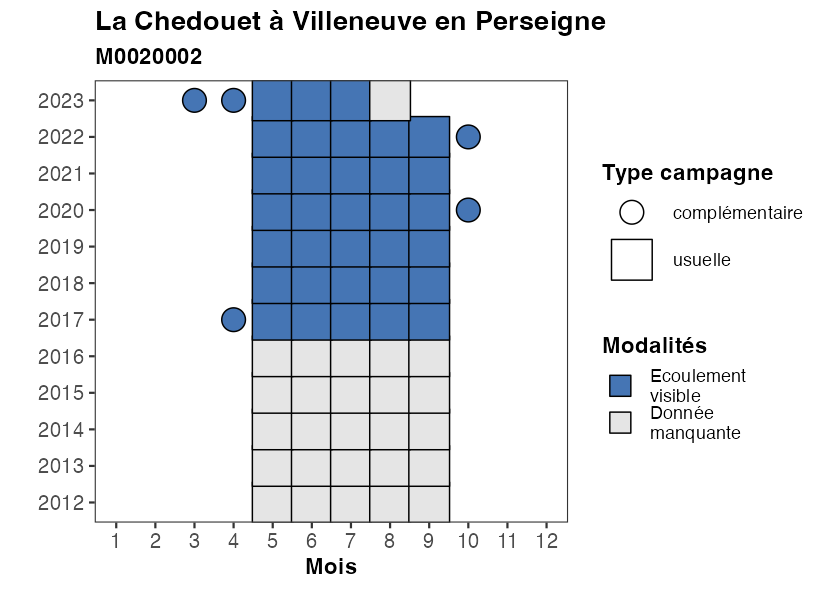 La Chedouet à Villeneuve en Perseigne
M0020002
2023
2022
2021
2020
2019
2018
2017
2016
2015
2014
2013
2012
1 2 3 4 5 6 7 8 9 10 11 12
Mois
Type campagne
complémentaire
usuelle
Modalités
Ecoulement
visible
Donnée
manquante